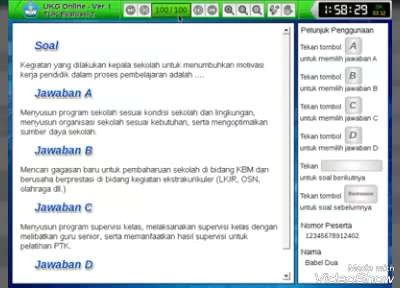 UKG Online - Ver. (
100 / 100
1:58:29
Soal
Kegiatan yang dilakukan kepala sekolah untuk menumbuhkan motivasi
kerja pendidik dalam proses pembelajaran adalah ....
Jawaban A
Menyusun program sekolah sesuai kondisi dan lingkungan,
menyusun organisasi sekolah sesuai kebutuhan, serta mengoptimalkan
sumber daya sekolah.
Jawaban B
Mencari gagasan baru untuk pembaharuan sekolah di bidang KBM dan
berusaha berprestasi di bidang kegiatan ekstrakurikuler (LKIR, OSN,
olahraga dll.)
Jawaban C
Menyusun program supervisi kelas, melaksanakan supervisi kelas dengan
melibatkan guru senior, serta memanfaatkan hasil supervisi untuk
pelatihan PTK.
Jawaban D
Petunjuk Penggunaan
Tekan tombol A
untuk memilih jawaban A
Tekan tombol B
untuk memilih jawaban B
Tekan tombol C
untuk memilih jawaban C
Tekan tombol D
untuk memilih jawaban D
Tekan
untuk soal berikutnya
Tekan tombol Backspace
untuk soal sebelumnya
Nomor Peserta
12345678912402
Nama
Babel Dua
Made with
VideoShow